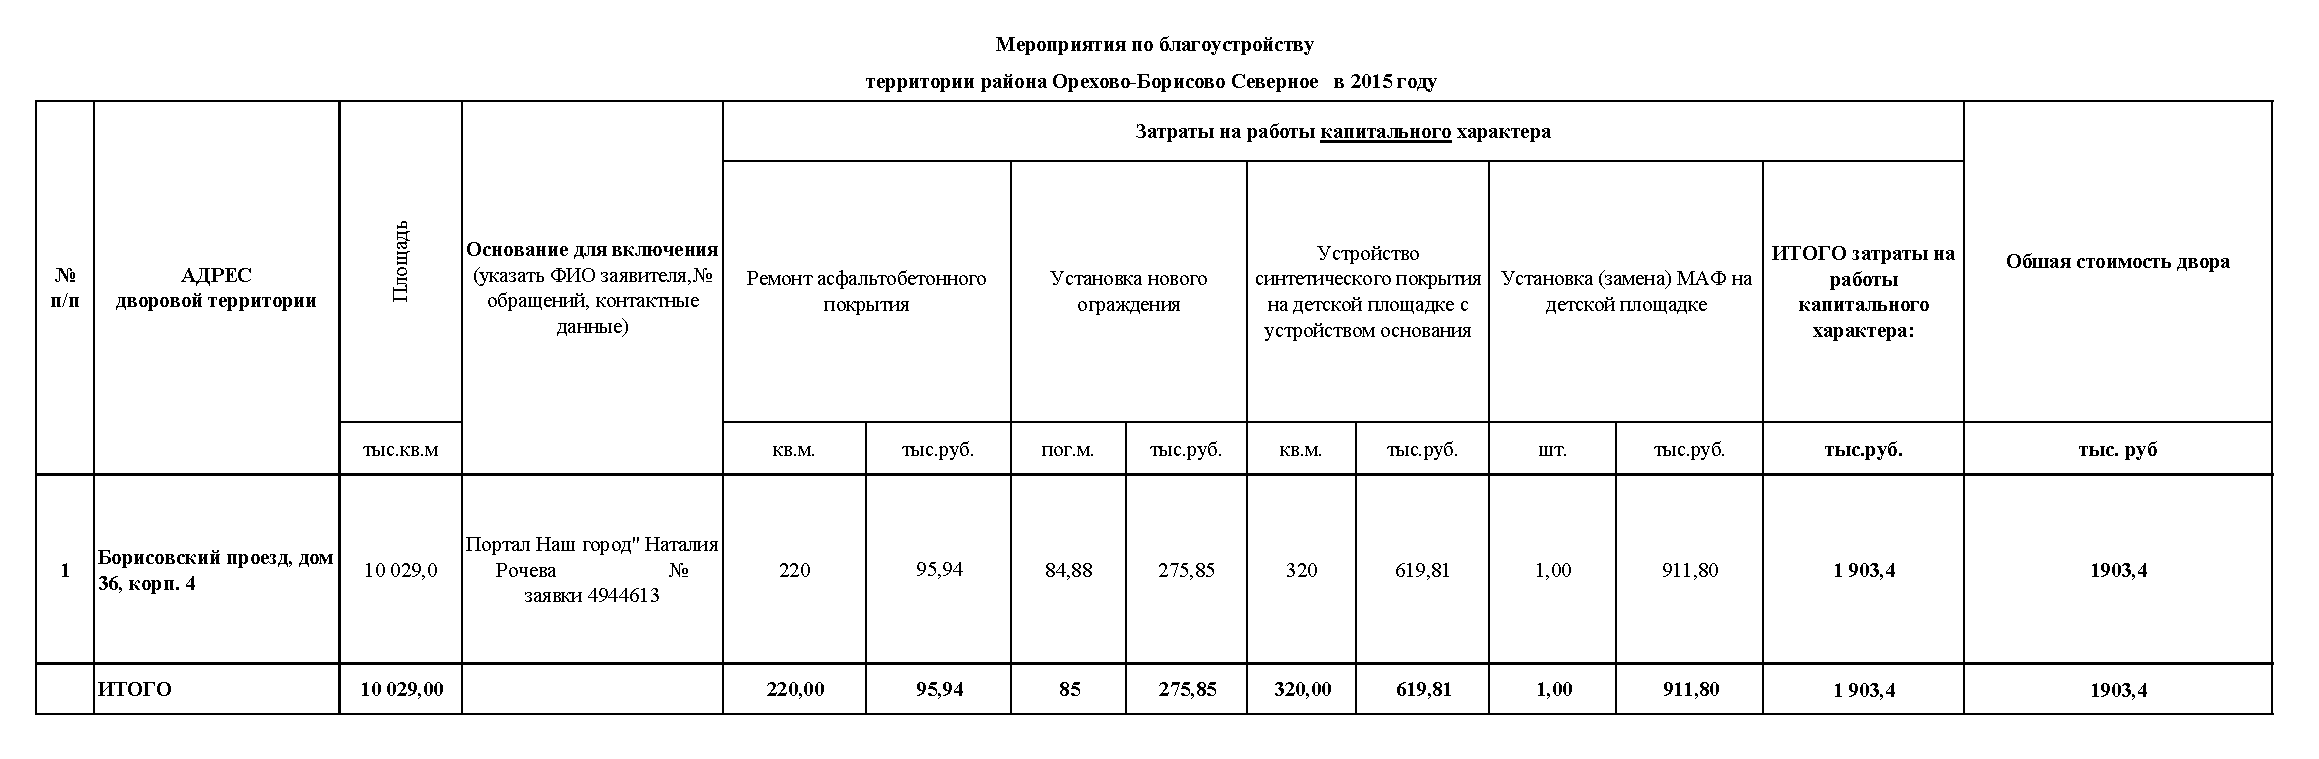 Мероприятия по благоустройству
территории района Орехово-Борисово Северное в 2015 году
№
п/п
АДРЕС
дворовой территории
Площадь
Основание для включения
(указать ФИО заявителя,№
обращений, контактные
данные)
Затраты на работы капитального характера
Ремонт асфальтобетонного
покрытия
Установка нового
ограждения
Устройство
синтетического покрытия
на детской площадке с
устройством основания
Установка (замена) МАФ на
детской площадке
ИТОГО затраты на
работы
капитального
характера:
Обшая стоимость двора
тыс.кв.м
кв.м.
тыс.руб.
пог.м.
тыс.руб.
кв.м.
тыс.руб.
шт.
тыс.руб.
тыс.руб.
тыс. руб
1
Борисовский проезд, дом
36, корп. 4
10 029,0
Портал Наш город" Наталия
Рочева №
заявки 4944613
220
95,94
84,88
275,85
320
619,81
1,00
911,80
1 903,4
1903,4
ИТОГО
10 029,00
220,00
95,94
85
275,85
320,00
619,81
1,00
911,80
1 903,4
1903,4